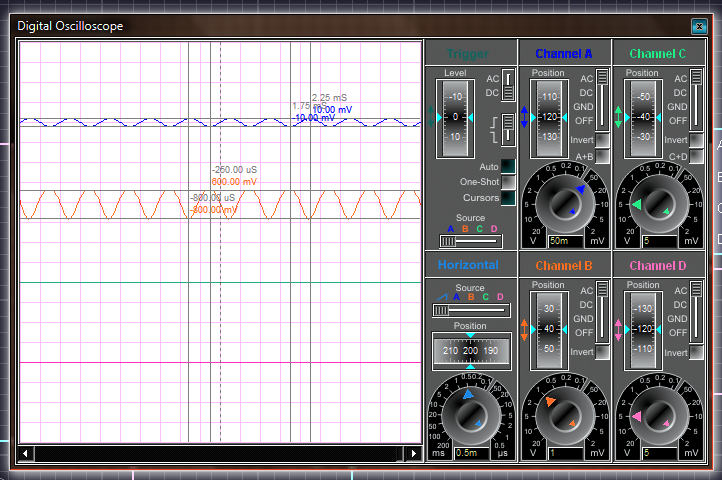 Digital Oscilloscope
2.25 mS
1.75 mS
10.00 mV
-10.00 mV
-260.00 uS
600.00 mV
-800.00 uS
-800.00 mV
Trigger
Level
-10
0
10
AC
DC
Auto
One-Shot
Cursors
Source
A B C D
Channel A
Position
-110
-120
-130
AC
DC
GND
OFF
Invert
A+B
0.5 0.2 0.1
1 50
2 20
5 10
10 5
20 2
V 50m mV
Channel C
Position
-50
-40
-30
AC
DC
GND
OFF
Invert
C+D
0.5 0.2 0.1
1 50
2 20
5 10
10 5
20 2
V 5 mV
Horizontal
Source
A B C D
Position
210 200 190
1 0.5 0.2
2 0.1
5 50
10 20
20 10
50 5
100 2
200 1
0.5
ms 0.5m µs
Channel B
Position
30
40
50
AC
DC
GND
OFF
Invert
0.5 0.2 0.1
1 50
2 20
5 10
10 5
20 2
V 1 mV
Channel D
Position
-130
-120
-110
AC
DC
GND
OFF
Invert
0.5 0.2 0.1
1 50
2 20
5 10
10 5
20 2
V 5 mV